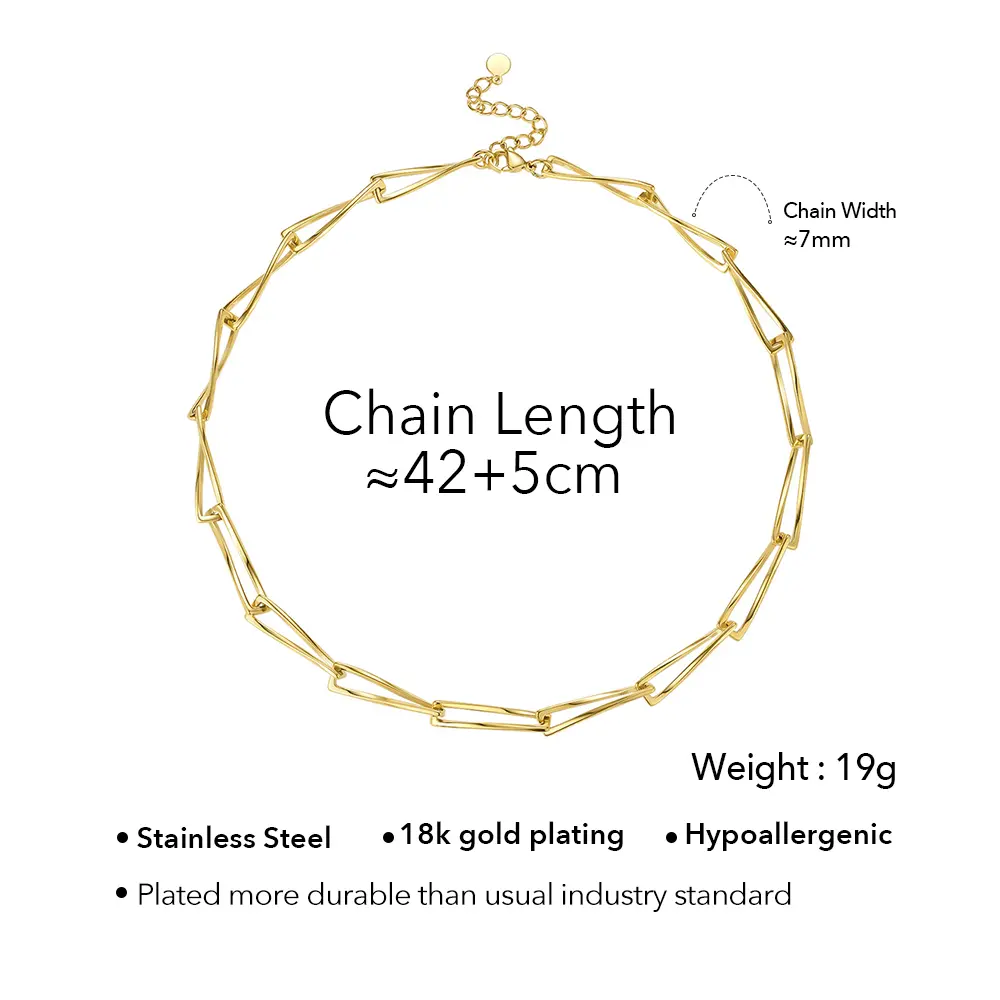 Chain Width
≈7mm
Chain Length
≈42+5cm
Weight : 19g
• Stainless Steel
• 18k gold plating
• Hypoallergenic
• Plated more durable than usual industry standard